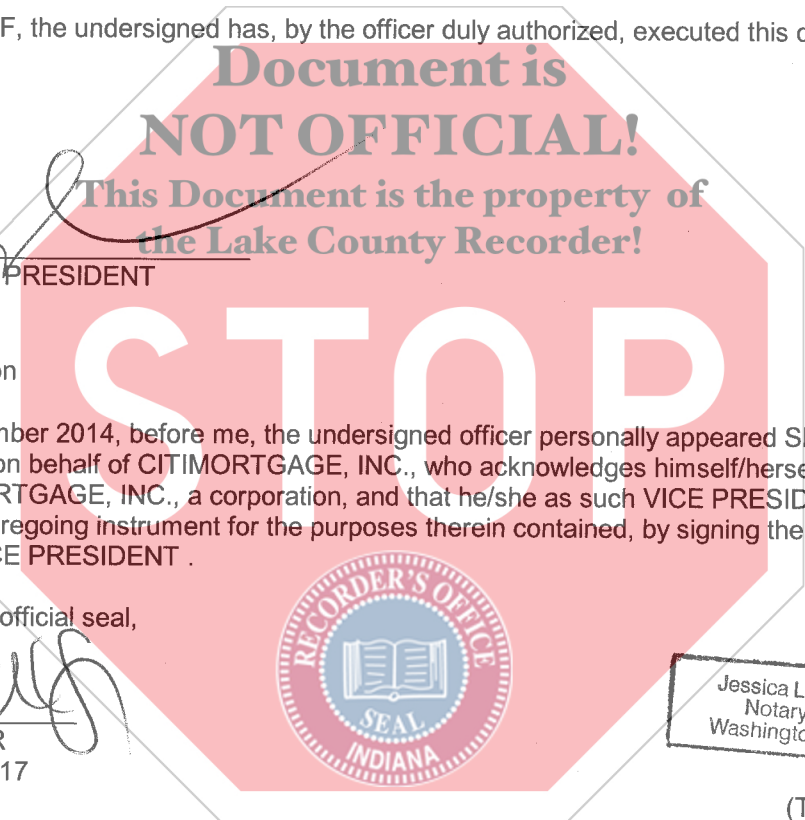 F, the undersigned has, by the officer duly authorized, executed this
Document is
NOT OFFICIAL!
This Document is the property of
the Lake County Recorder!
PRESIDENT
STOP
on
mber 2014, before me, the undersigned officer personally appeared
on behalf of CITIMORTGAGE, INC., who acknowledges himself/herse
RTGAGE, INC., a corporation, and that he/she as such VICE PRESID
regoing instrument for the purposes therein contained, by signing the
CE PRESIDENT .
official seal,
RECORDER'S OFFICE
SEAL
INDIANA
Jessica L
Notary
Washingto
R
17
(T